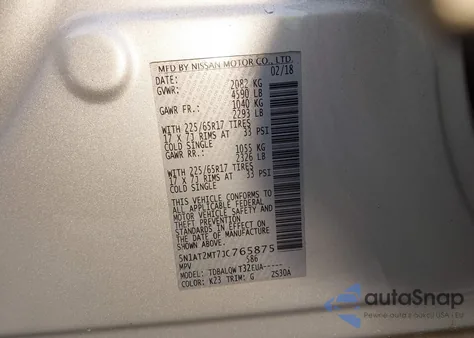 MFD BY NISSAN MOTOR CO., LTD.
DATE: 02/18
GVWR: 2082 KG
4590 LB
GAWR FR.: 1040 KG
2293 LB
WITH 225/65R17 TIRES
17 X 7J RIMS AT 33 PSI
COLD SINGLE
GAWR RR.: 1055 KG
2326 LB
WITH 225/65R17 TIRES
17 X 7J RIMS AT 33 PSI
COLD SINGLE
THIS VEHICLE CONFORMS TO
ALL APPLICABLE FEDERAL
MOTOR VEHICLE SAFETY AND
THEFT PREVENTION STANDARDS
IN EFFECT ON THE DATE OF
MANUFACTURE SHOWN ABOVE.
5N1AT2MT7JC765875
MPV 586
MODEL: TDBALQW T32EUA-----
COLOR: K23 TRIM: G ZS30A
autoSnap